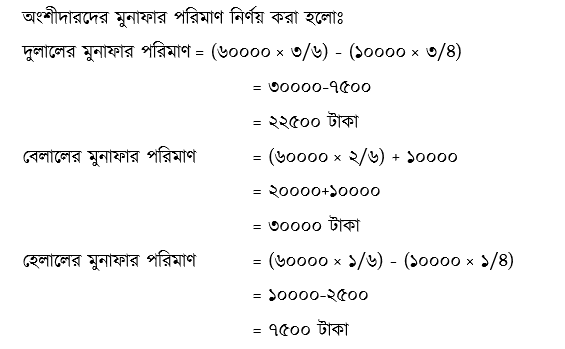 অংশীদারদের মুনাফার পরিমাণ নির্ণয় করা হলোঃ
দুলালের মুনাফার পরিমাণ = (৬০০০০ × ৩/৬) - (১০০০০ × ৩/৪)
= ৩০০০০-৭৫০০
= ২২৫০০ টাকা
বেলালের মুনাফার পরিমাণ = (৬০০০০ × ২/৬) + ১০০০০
= ২০০০০+১০০০০
= ৩০০০০ টাকা
হেলালের মুনাফার পরিমাণ = (৬০০০০ × ১/৬) - (১০০০০ × ১/৪)
= ১০০০০-২৫০০
= ৭৫০০ টাকা